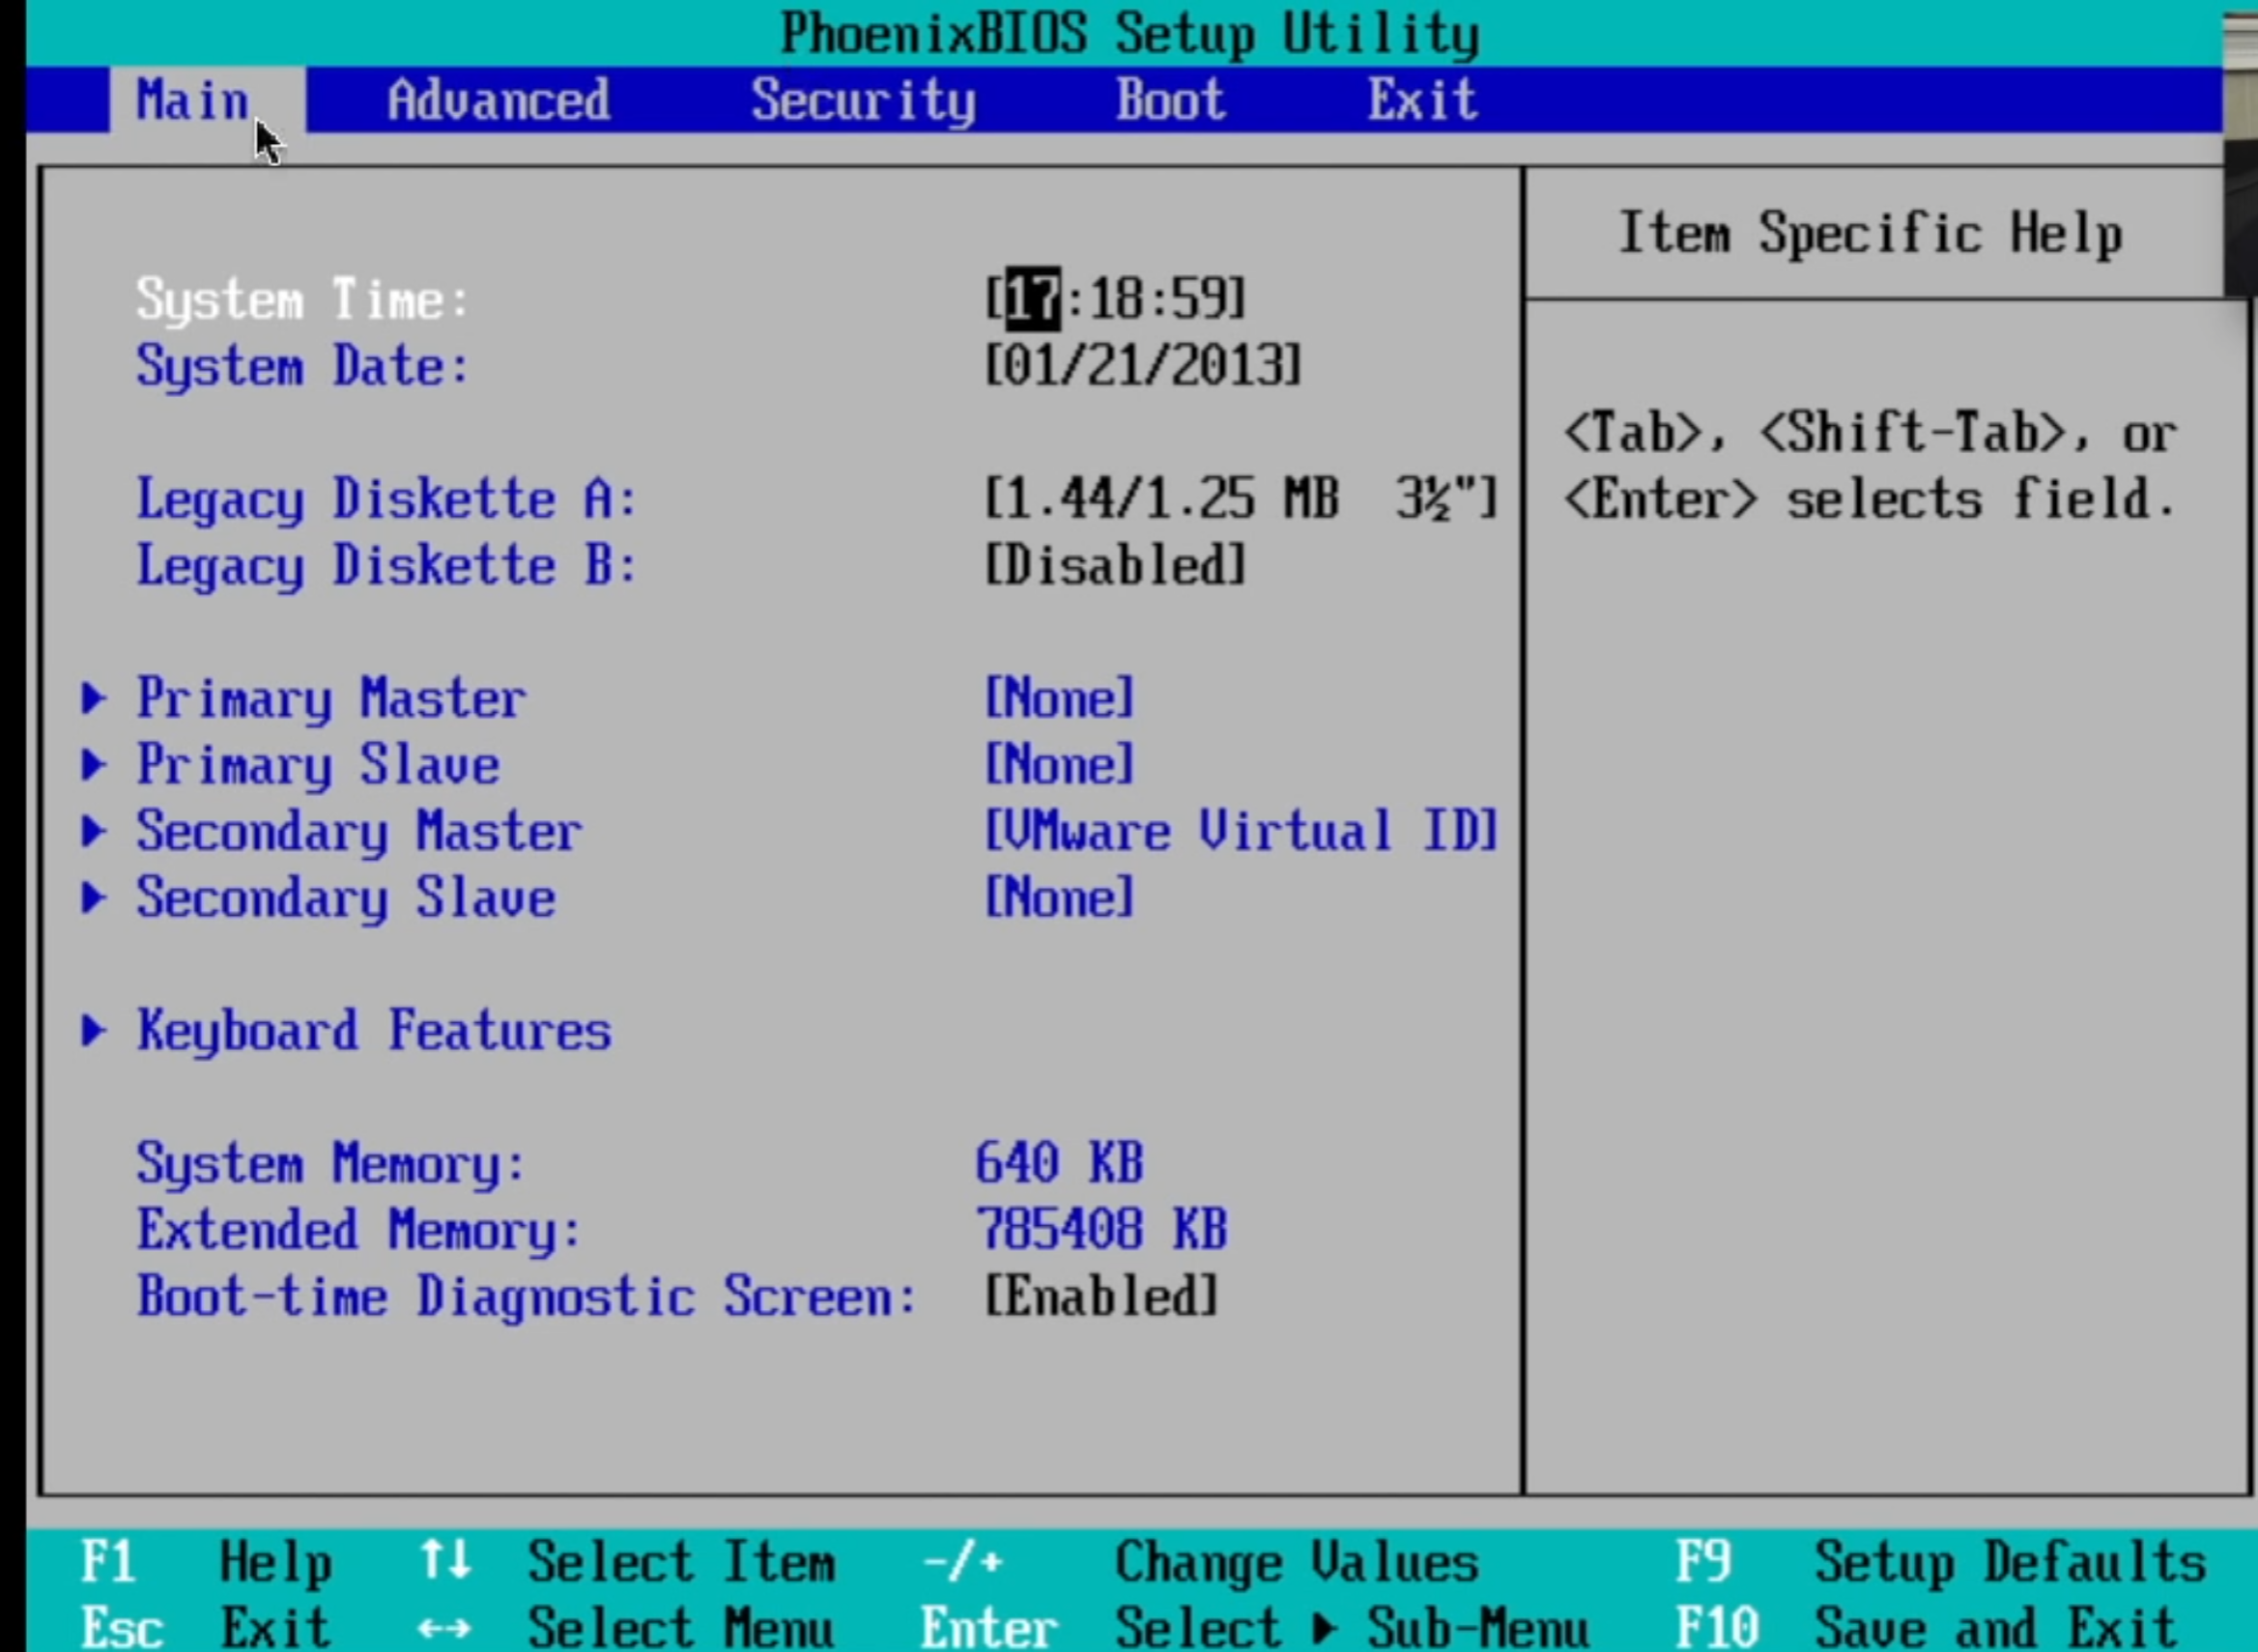 PhoenixBIOS Setup Utility
Main Advanced Security Boot Exit
Item Specific Help
System Time: [17:18:59]
System Date: [01/21/2013]
<Tab>, <Shift-Tab>, or
<Enter> selects field.
Legacy Diskette A: [1.44/1.25 MB 3½"]
Legacy Diskette B: [Disabled]
▶ Primary Master [None]
▶ Primary Slave [None]
▶ Secondary Master [VMware Virtual ID]
▶ Secondary Slave [None]
▶ Keyboard Features
System Memory: 640 KB
Extended Memory: 785408 KB
Boot-time Diagnostic Screen: [Enabled]
F1 Help ↑↓ Select Item -/+ Change Values F9 Setup Defaults
Esc Exit ↔ Select Menu Enter Select ▶ Sub-Menu F10 Save and Exit